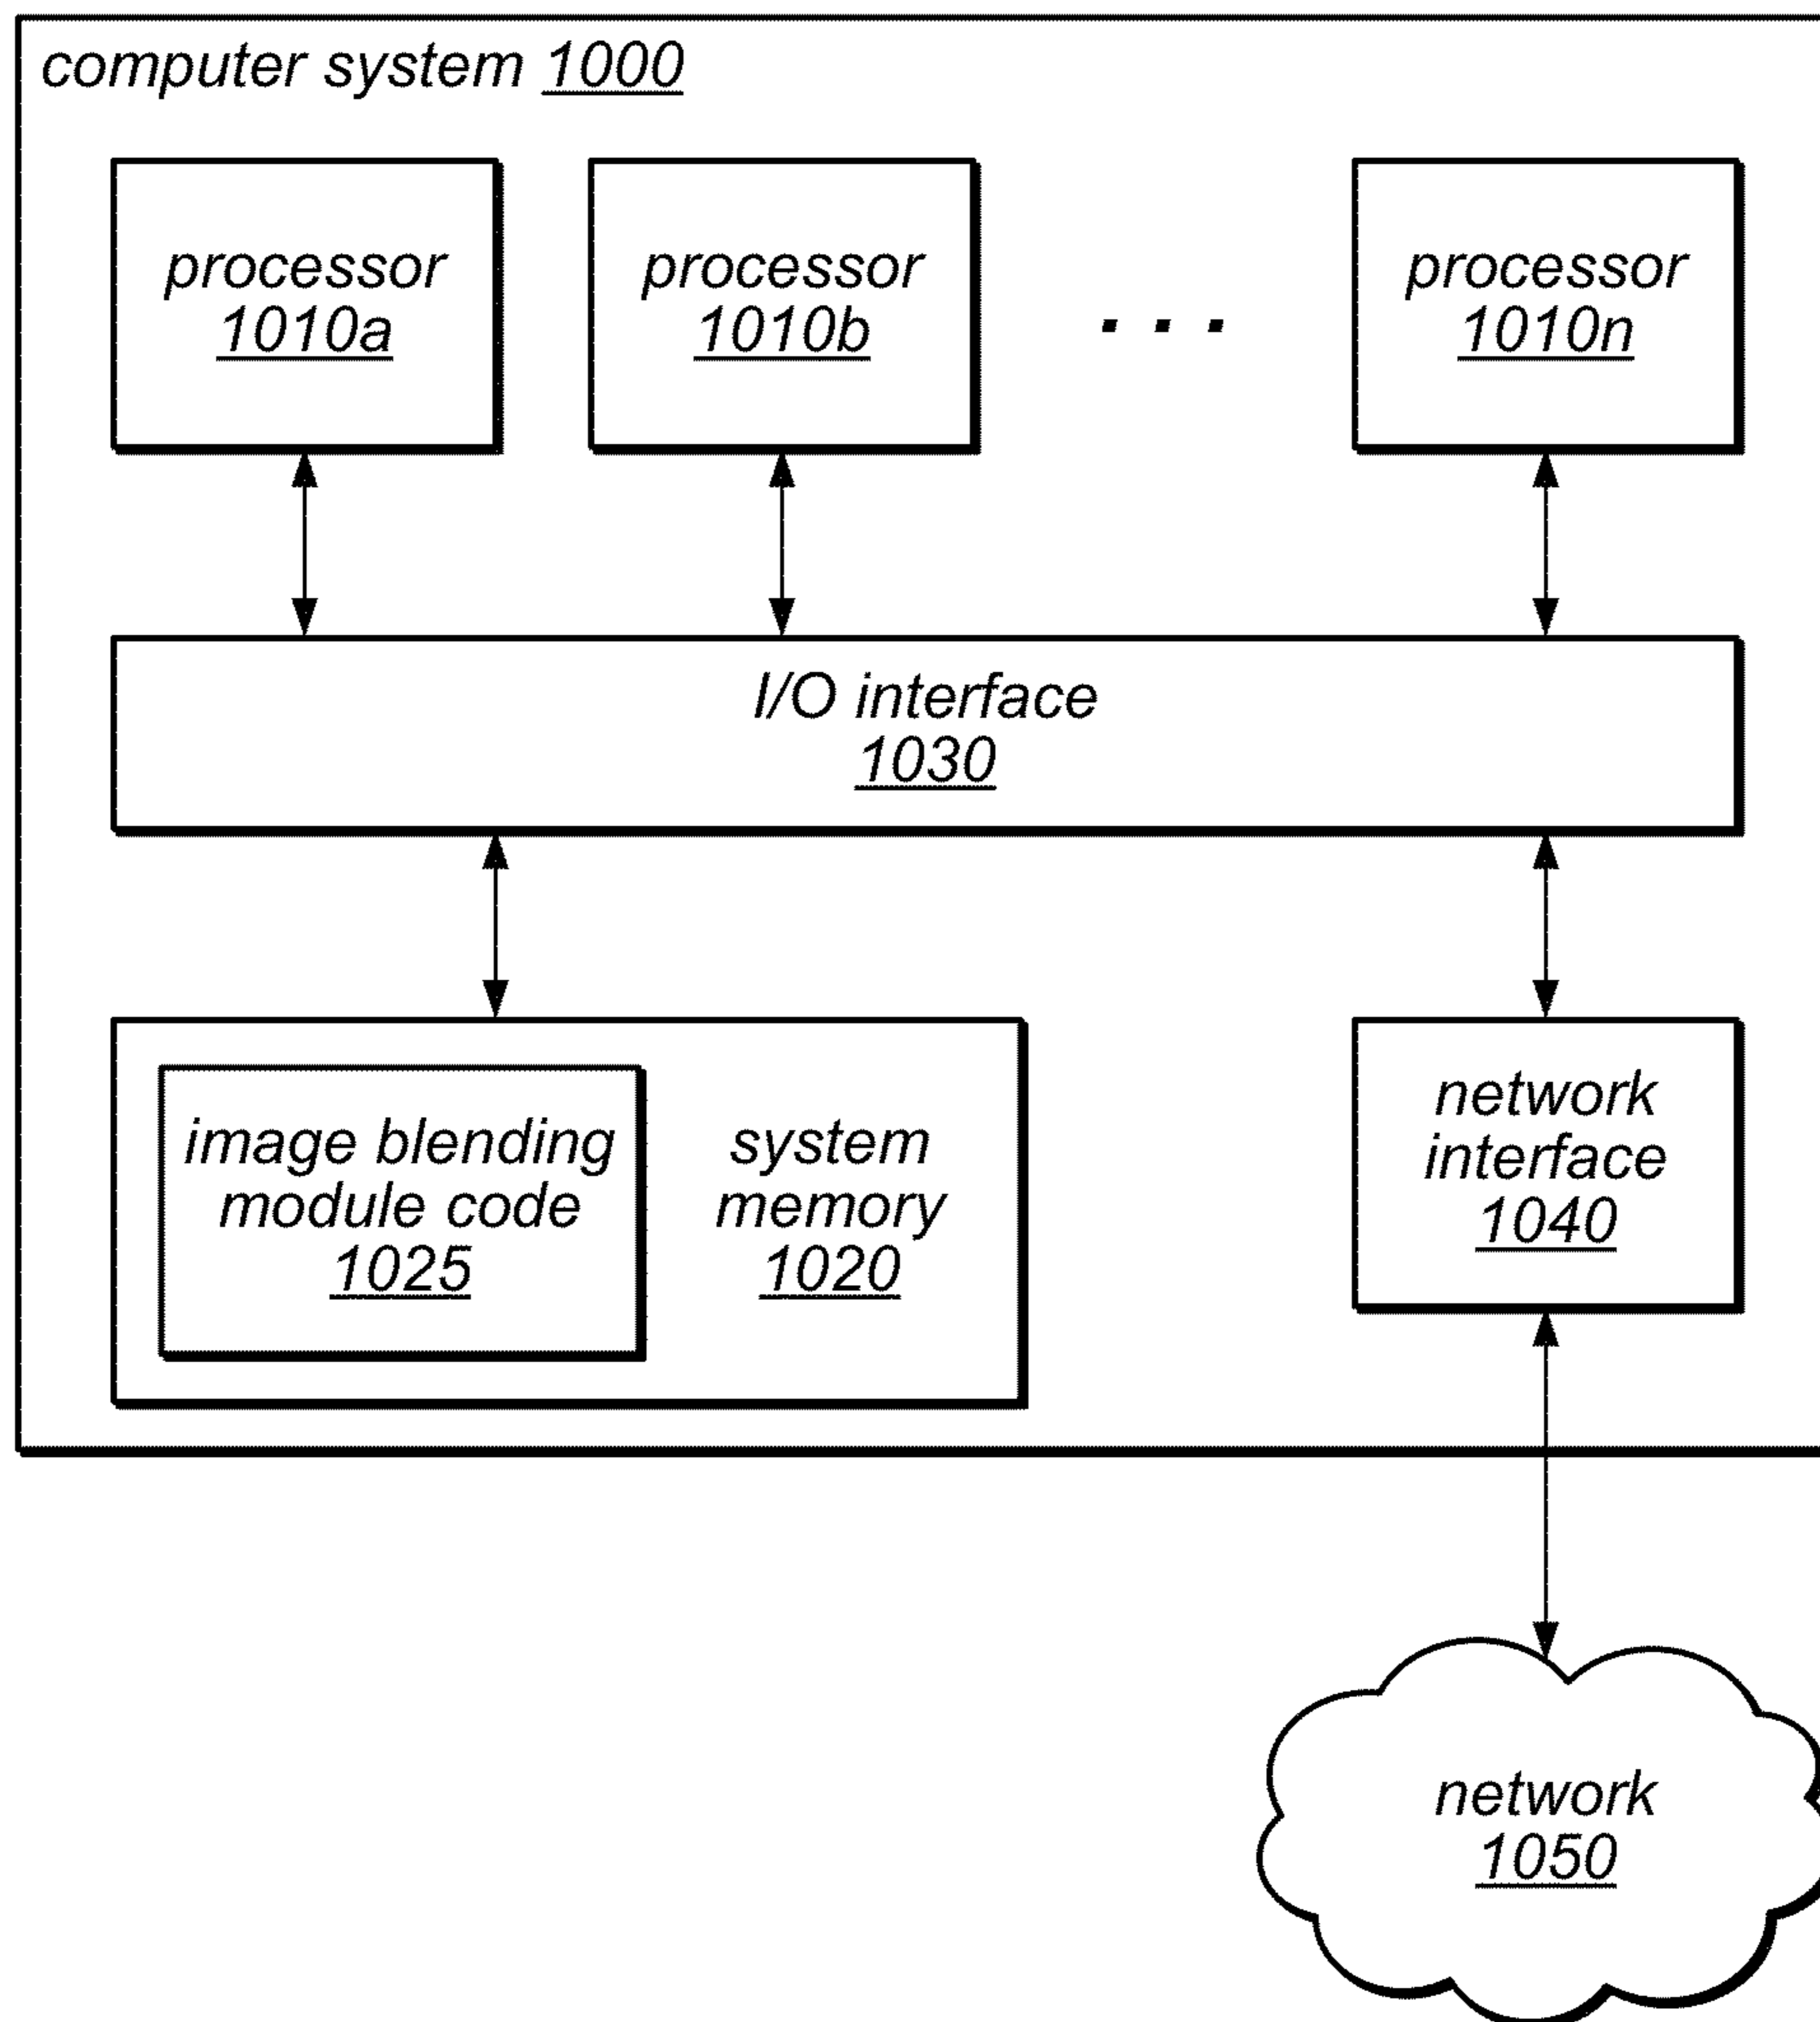 computer system 1000
processor
1010a
processor
1010b
. . .
processor
1010n
I/O interface
1030
image blending
module code
1025
system
memory
1020
network
interface
1040
network
1050